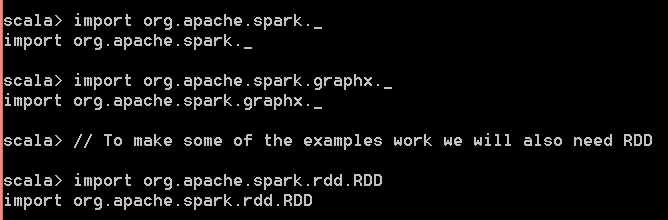 scala> import org.apache.spark._
import org.apache.spark._
scala> import org.apache.spark.graphx._
import org.apache.spark.graphx._
scala> // To make some of the examples work we will also need RDD
scala> import org.apache.spark.rdd.RDD
import org.apache.spark.rdd.RDD